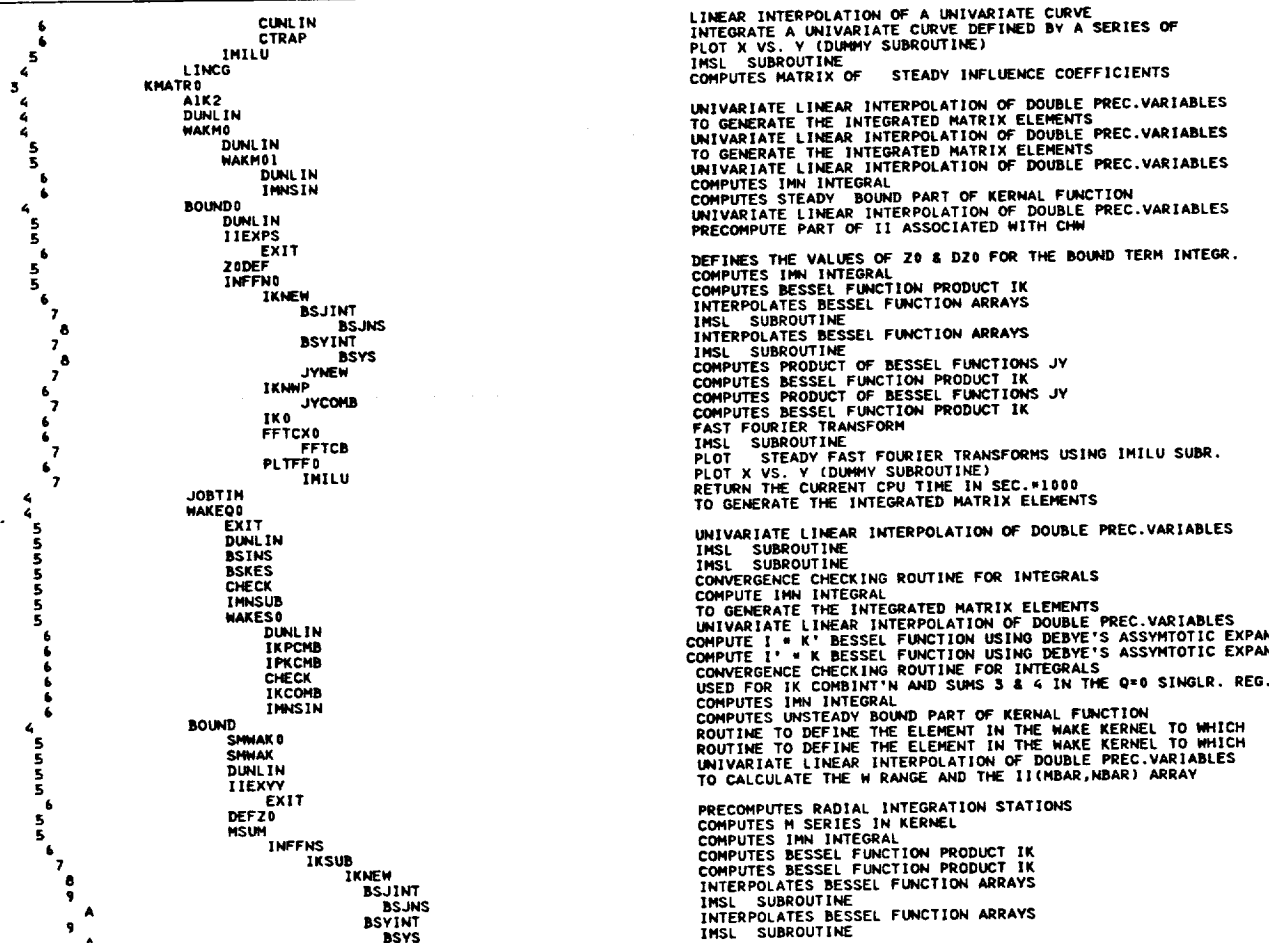 6 CUNLIN LINEAR INTERPOLATION OF A UNIVARIATE CURVE
6 CTRAP INTEGRATE A UNIVARIATE CURVE DEFINED BY A SERIES OF
5 IMILU PLOT X VS. Y (DUMMY SUBROUTINE)
4 LINCG IMSL SUBROUTINE
3 KMATR0 COMPUTES MATRIX OF STEADY INFLUENCE COEFFICIENTS
4 AIK2
4 DUNLIN UNIVARIATE LINEAR INTERPOLATION OF DOUBLE PREC.VARIABLES
4 WAKM0 TO GENERATE THE INTEGRATED MATRIX ELEMENTS
5 DUNLIN UNIVARIATE LINEAR INTERPOLATION OF DOUBLE PREC.VARIABLES
5 WAKM01 TO GENERATE THE INTEGRATED MATRIX ELEMENTS
6 DUNLIN UNIVARIATE LINEAR INTERPOLATION OF DOUBLE PREC.VARIABLES
6 IMNSIN COMPUTES IMN INTEGRAL
4 BOUND0 COMPUTES STEADY BOUND PART OF KERNAL FUNCTION
5 DUNLIN UNIVARIATE LINEAR INTERPOLATION OF DOUBLE PREC.VARIABLES
5 IIEXPS PRECOMPUTE PART OF II ASSOCIATED WITH CHW
6 EXIT
5 Z0DEF DEFINES THE VALUES OF Z0 & DZ0 FOR THE BOUND TERM INTEGR.
5 INFFN0 COMPUTES IMN INTEGRAL
6 IKNEW COMPUTES BESSEL FUNCTION PRODUCT IK
7 BSJINT INTERPOLATES BESSEL FUNCTION ARRAYS
8 BSJNS IMSL SUBROUTINE
7 BSYINT INTERPOLATES BESSEL FUNCTION ARRAYS
8 BSYS IMSL SUBROUTINE
7 JYNEW COMPUTES PRODUCT OF BESSEL FUNCTIONS JY
6 IKNWP COMPUTES BESSEL FUNCTION PRODUCT IK
7 JYCOMB COMPUTES PRODUCT OF BESSEL FUNCTIONS JY
6 IK0 COMPUTES BESSEL FUNCTION PRODUCT IK
6 FFTCX0 FAST FOURIER TRANSFORM
7 FFTCB IMSL SUBROUTINE
6 PLTFF0 PLOT STEADY FAST FOURIER TRANSFORMS USING IMILU SUBR.
7 IMILU PLOT X VS. Y (DUMMY SUBROUTINE)
4 JOBTIM RETURN THE CURRENT CPU TIME IN SEC.*1000
4 WAKEQ0 TO GENERATE THE INTEGRATED MATRIX ELEMENTS
5 EXIT
5 DUNLIN UNIVARIATE LINEAR INTERPOLATION OF DOUBLE PREC.VARIABLES
5 BSINS IMSL SUBROUTINE
5 BSKES IMSL SUBROUTINE
5 CHECK CONVERGENCE CHECKING ROUTINE FOR INTEGRALS
5 IMNSUB COMPUTE IMN INTEGRAL
5 WAKES0 TO GENERATE THE INTEGRATED MATRIX ELEMENTS
6 DUNLIN UNIVARIATE LINEAR INTERPOLATION OF DOUBLE PREC.VARIABLES
6 IKPCMB COMPUTE I * K' BESSEL FUNCTION USING DEBYE'S ASSYMTOTIC EXPAN
6 IPKCMB COMPUTE I' * K BESSEL FUNCTION USING DEBYE'S ASSYMTOTIC EXPAN
6 CHECK CONVERGENCE CHECKING ROUTINE FOR INTEGRALS
6 IKCOMB USED FOR IK COMBINT'N AND SUMS 3 & 4 IN THE Q=0 SINGLR. REG.
6 IMNSIN COMPUTES IMN INTEGRAL
4 BOUND COMPUTES UNSTEADY BOUND PART OF KERNAL FUNCTION
5 SMWAK0 ROUTINE TO DEFINE THE ELEMENT IN THE WAKE KERNEL TO WHICH
5 SMWAK ROUTINE TO DEFINE THE ELEMENT IN THE WAKE KERNEL TO WHICH
5 DUNLIN UNIVARIATE LINEAR INTERPOLATION OF DOUBLE PREC.VARIABLES
5 IIEXYY TO CALCULATE THE W RANGE AND THE II(MBAR,NBAR) ARRAY
6 EXIT
5 DEFZ0 PRECOMPUTES RADIAL INTEGRATION STATIONS
5 MSUM COMPUTES M SERIES IN KERNEL
6 INFFNS COMPUTES IMN INTEGRAL
7 IKSUB COMPUTES BESSEL FUNCTION PRODUCT IK
8 IKNEW COMPUTES BESSEL FUNCTION PRODUCT IK
9 BSJINT INTERPOLATES BESSEL FUNCTION ARRAYS
A BSJNS IMSL SUBROUTINE
9 BSYINT INTERPOLATES BESSEL FUNCTION ARRAYS
A BSYS IMSL SUBROUTINE